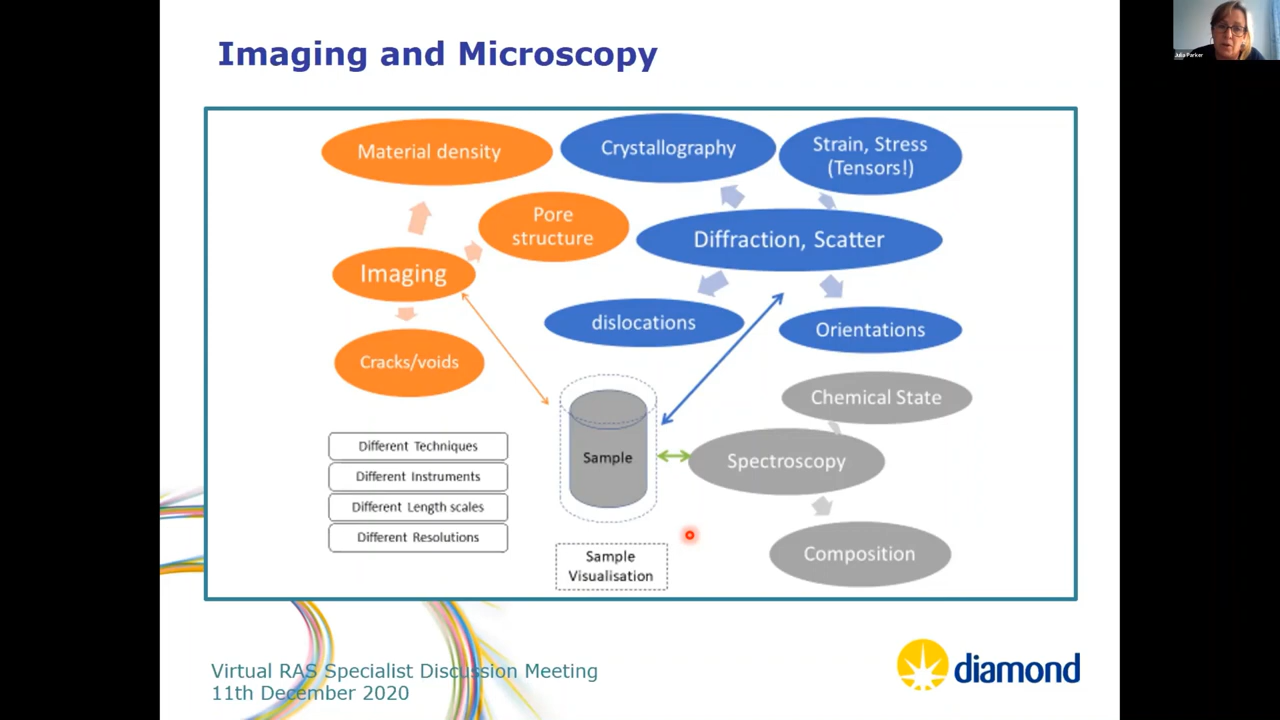 Imaging and Microscopy
Julia Parker
Material density
Crystallography
Strain, Stress
(Tensors!)
Pore
structure
Diffraction, Scatter
Imaging
dislocations
Orientations
Cracks/voids
Chemical State
Different Techniques
Different Instruments
Different Length scales
Different Resolutions
Sample
Spectroscopy
Sample
Visualisation
Composition
Virtual RAS Specialist Discussion Meeting
11th December 2020
diamond